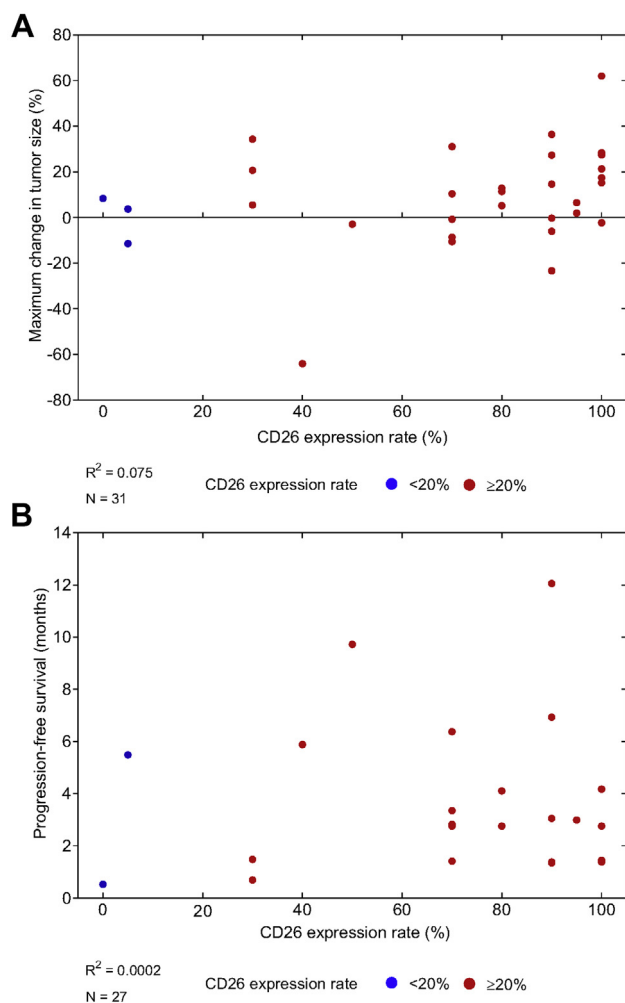 A
Maximum change in tumor size (%)
80
60
40
20
0
-20
-40
-60
-80
0 20 40 60 80 100
CD26 expression rate (%)
R² = 0.075
N = 31
CD26 expression rate <20% ≥20%
B
Progression-free survival (months)
14
12
10
8
6
4
2
0
0 20 40 60 80 100
CD26 expression rate (%)
R² = 0.0002
N = 27
CD26 expression rate <20% ≥20%